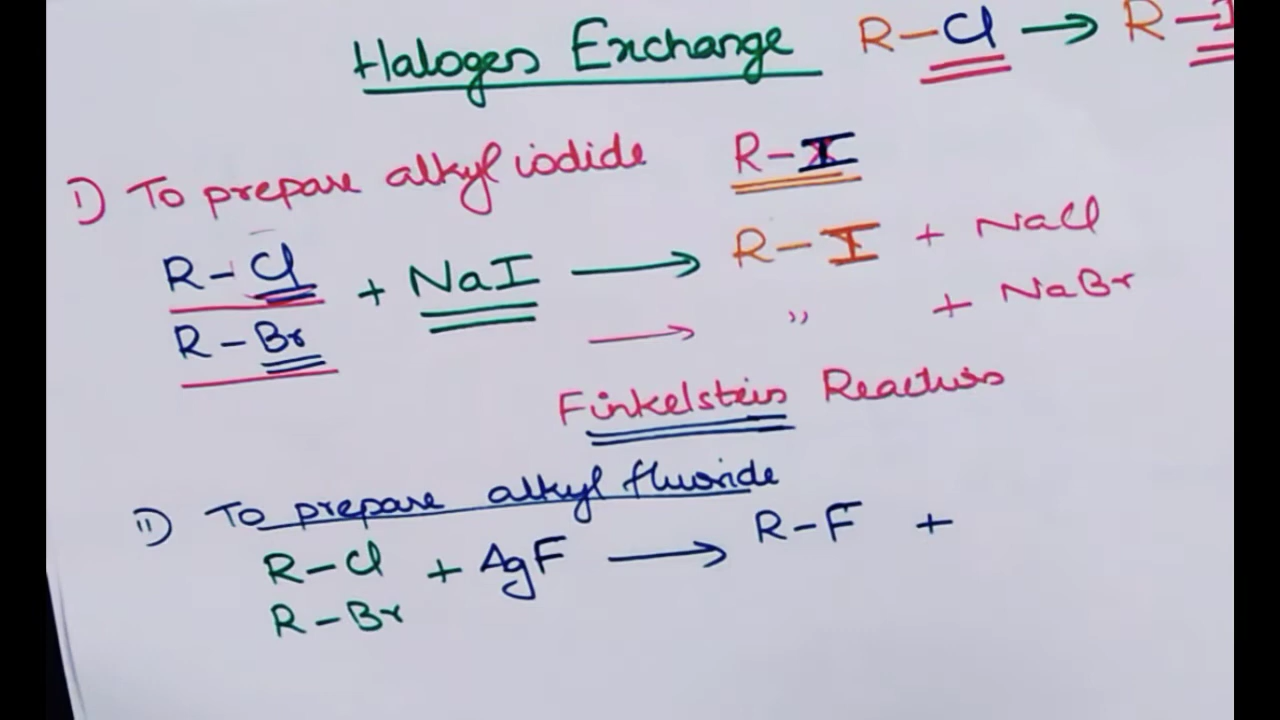 Halogen Exchange R-Cl → R-I
i) To prepare alkyl iodide R-I
R-Cl + NaI → R-I + NaCl
R-Br → " + NaBr
Finkelstein Reaction
ii) To prepare alkyl fluoride
R-Cl + AgF → R-F +
R-Br